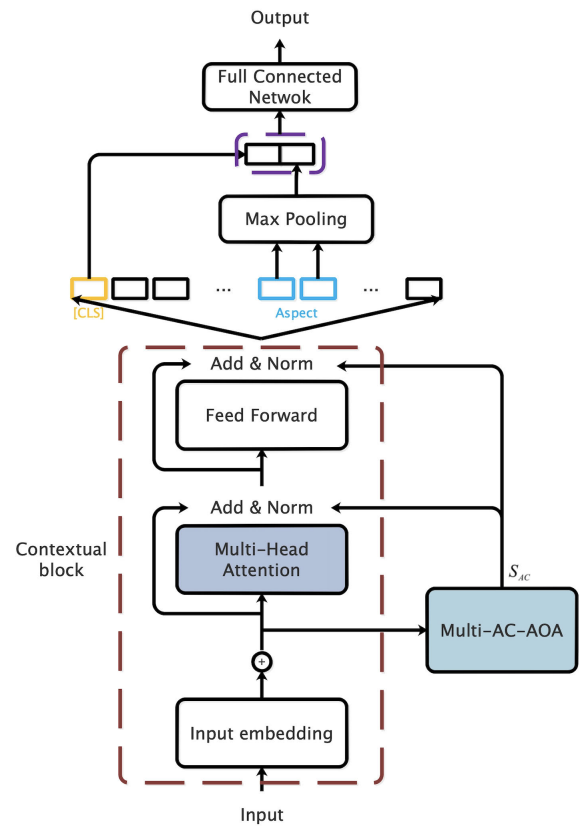 Output
Full Connected
Netwok
Max Pooling
...
...
[CLS]
Aspect
Add & Norm
Feed Forward
Add & Norm
Multi-Head
Attention
Contextual
block
S_AC
Multi-AC-AOA
+
Input embedding
Input